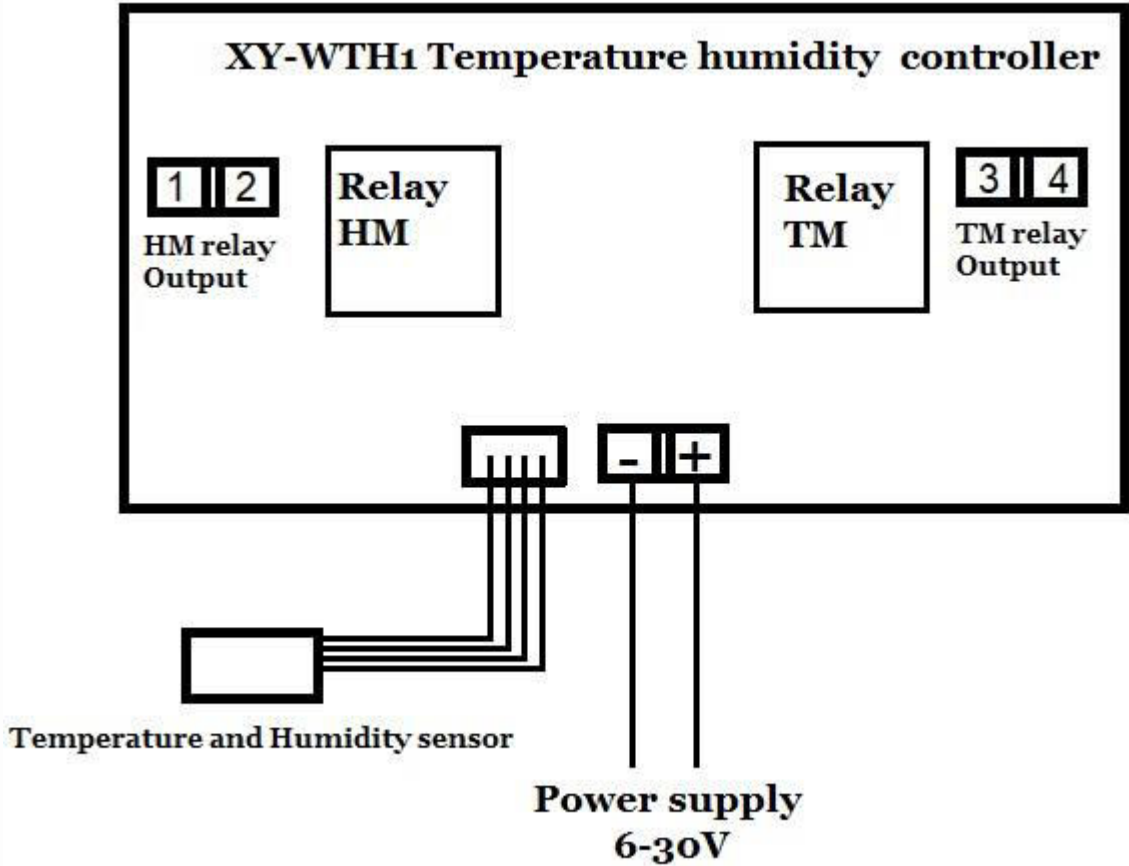 XY-WTH1 Temperature humidity controller
1 2
HM relay
Output
Relay
HM
Relay
TM
3 4
TM relay
Output
- +
Temperature and Humidity sensor
Power supply
6-30V